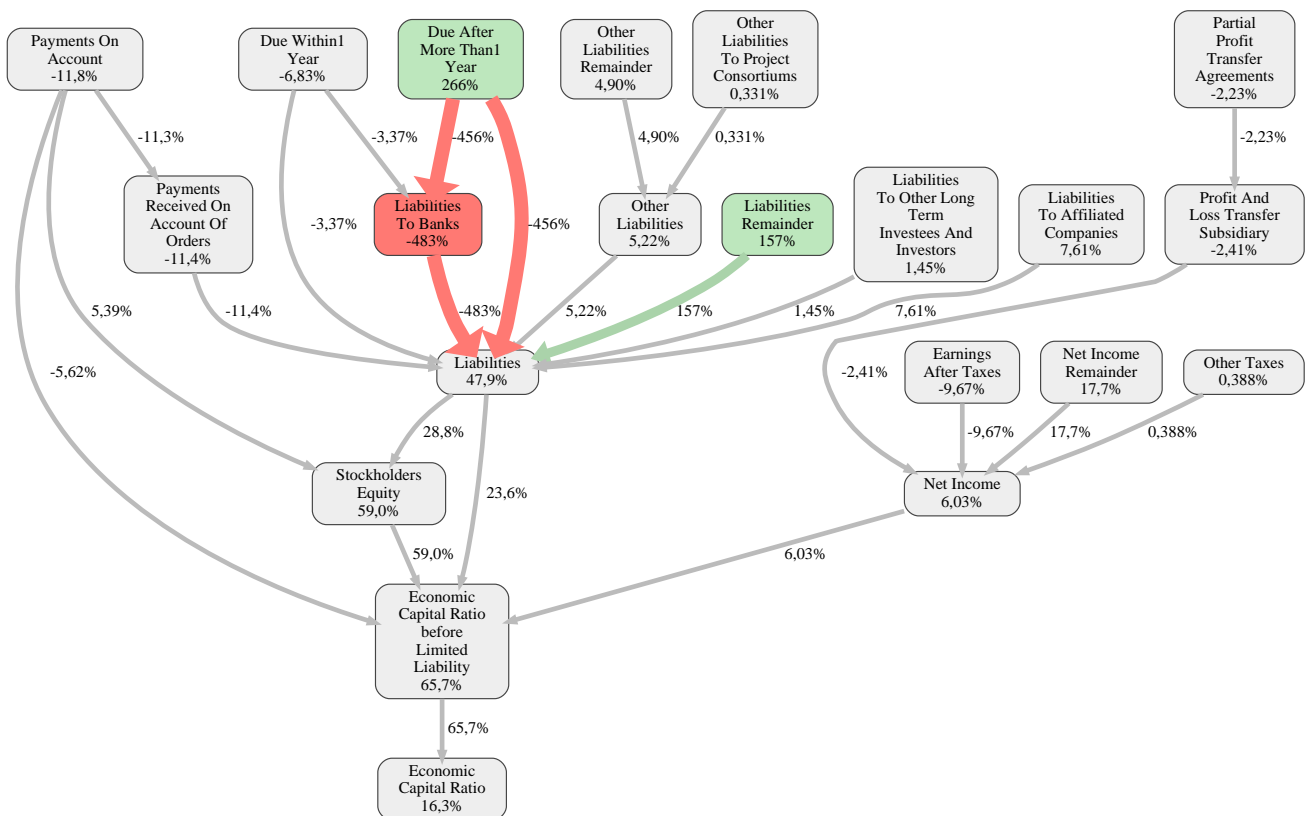 Payments On
Account
-11,8%
Due Within1
Year
-6,83%
Due After
More Than1
Year
266%
Other
Liabilities
Remainder
4,90%
Other
Liabilities
To Project
Consortiums
0,331%
Partial
Profit
Transfer
Agreements
-2,23%
-11,3%
-3,37%
-456%
4,90%
0,331%
-2,23%
Payments
Received On
Account Of
Orders
-11,4%
Liabilities
To Banks
-483%
Other
Liabilities
5,22%
Liabilities
Remainder
157%
Liabilities
To Other Long
Term
Investees And
Investors
1,45%
Liabilities
To Affiliated
Companies
7,61%
Profit And
Loss Transfer
Subsidiary
-2,41%
-3,37%
-456%
5,39%
-11,4%
-483%
5,22%
157%
1,45%
7,61%
-5,62%
Liabilities
47,9%
-2,41%
Earnings
After Taxes
-9,67%
Net Income
Remainder
17,7%
Other Taxes
0,388%
28,8%
-9,67%
17,7%
0,388%
Stockholders
Equity
59,0%
23,6%
Net Income
6,03%
59,0%
6,03%
Economic
Capital Ratio
before
Limited
Liability
65,7%
65,7%
Economic
Capital Ratio
16,3%